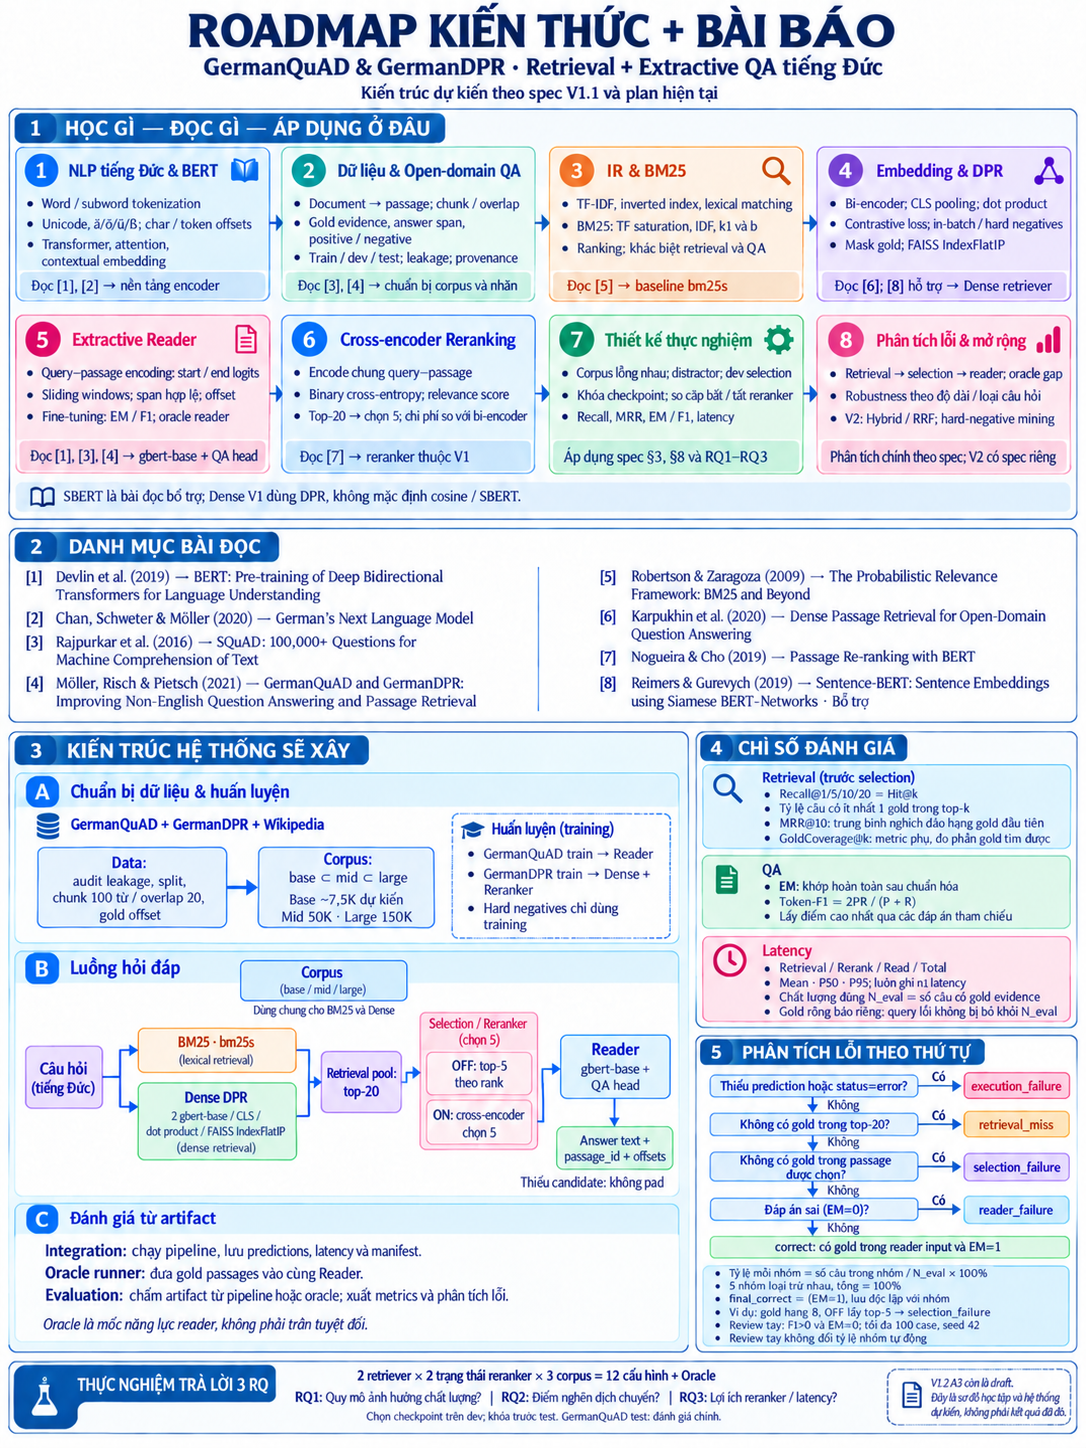 ROADMAP KIẾN THỨC + BÀI BÁO
GermanQuAD & GermanDPR · Retrieval + Extractive QA tiếng Đức
Kiến trúc dự kiến theo spec V1.1 và plan hiện tại
1 HỌC GÌ — ĐỌC GÌ — ÁP DỤNG Ở ĐÂU
1 NLP tiếng Đức & BERT
• Word / subword tokenization
• Unicode, ä/ö/ü/ß; char / token offsets
• Transformer, attention,
contextual embedding
Đọc [1], [2] → nền tảng encoder
2 Dữ liệu & Open-domain QA
• Document → passage; chunk / overlap
• Gold evidence, answer span,
positive / negative
• Train / dev / test; leakage; provenance
Đọc [3], [4] → chuẩn bị corpus và nhãn
3 IR & BM25
• TF-IDF, inverted index, lexical matching
• BM25: TF saturation, IDF, k1 và b
• Ranking; khác biệt retrieval và QA
Đọc [5] → baseline bm25s
4 Embedding & DPR
• Bi-encoder; CLS pooling; dot product
• Contrastive loss; in-batch / hard negatives
• Mask gold; FAISS IndexFlatIP
Đọc [6]; [8] hỗ trợ → Dense retriever
5 Extractive Reader
• Query–passage encoding: start / end logits
• Sliding windows; span hợp lệ; offset
• Fine-tuning: EM / F1; oracle reader
Đọc [1], [3], [4] → gbert-base + QA head
6 Cross-encoder Reranking
• Encode chung query–passage
• Binary cross-entropy; relevance score
• Top-20 → chọn 5; chi phí so với bi-encoder
Đọc [7] → reranker thuộc V1
7 Thiết kế thực nghiệm
• Corpus lồng nhau; distractor; dev selection
• Khóa checkpoint; so cặp bắt / tắt reranker
• Recall, MRR, EM / F1, latency
Áp dụng spec §3, §8 và RQ1–RQ3
8 Phân tích lỗi & mở rộng
• Retrieval → selection → reader; oracle gap
• Robustness theo độ dài / loại câu hỏi
• V2: Hybrid / RRF; hard-negative mining
Phân tích chính theo spec; V2 có spec riêng
SBERT là bài đọc bổ trợ; Dense V1 dùng DPR, không mặc định cosine / SBERT.
2 DANH MỤC BÀI ĐỌC
[1] Devlin et al. (2019) — BERT: Pre-training of Deep Bidirectional
Transformers for Language Understanding
[2] Chan, Schweter & Möller (2020) — German's Next Language Model
[3] Rajpurkar et al. (2016) — SQuAD: 100,000+ Questions for
Machine Comprehension of Text
[4] Möller, Risch & Pietsch (2021) — GermanQuAD and GermanDPR:
Improving Non-English Question Answering and Passage Retrieval
[5] Robertson & Zaragoza (2009) — The Probabilistic Relevance
Framework: BM25 and Beyond
[6] Karpukhin et al. (2020) — Dense Passage Retrieval for Open-Domain
Question Answering
[7] Nogueira & Cho (2019) — Passage Re-ranking with BERT
[8] Reimers & Gurevych (2019) — Sentence-BERT: Sentence Embeddings
using Siamese BERT-Networks · Bỗ trợ
3 KIẾN TRÚC HỆ THỐNG SẼ XÂY
A Chuẩn bị dữ liệu & huấn luyện
GermanQuAD + GermanDPR + Wikipedia
Data:
audit leakage, split,
chunk 100 từ / overlap 20,
gold offset
Corpus:
base ⊂ mid ⊂ large
Base ~7,5K dự kiến
Mid 50K · Large 150K
Huấn luyện (training)
• GermanQuAD train → Reader
• GermanDPR train → Dense +
Reranker
• Hard negatives chỉ dùng
training
B Luồng hỏi đáp
Corpus
(base / mid / large)
Dùng chung cho BM25 và Dense
Câu hỏi
(tiếng Đức)
BM25 · bm25s
(lexical retrieval)
Dense DPR
2 gbert-base / CLS /
dot product / FAISS IndexFlatIP
(dense retrieval)
Retrieval pool:
top-20
Selection / Reranker
(chọn 5)
OFF: top-5
theo rank
ON: cross-encoder
chọn 5
Reader
gbert-base +
QA head
Answer text +
passage_id + offsets
Thiếu candidate: không pad
C Đánh giá từ artifact
Integration: chạy pipeline, lưu predictions, latency và manifest.
Oracle runner: đưa gold passages vào cùng Reader.
Evaluation: chấm artifact từ pipeline hoặc oracle; xuất metrics và phân tích lỗi.
Oracle là mốc năng lực reader, không phải trần tuyệt đối.
4 CHỈ SỐ ĐÁNH GIÁ
Retrieval (trước selection)
• Recall@1/5/10/20 = Hit@k
• Tỷ lệ câu có ít nhất 1 gold trong top-k
• MRR@10: trung bình nghịch đảo hạng gold đầu tiên
• GoldCoverage@k: metric phụ, đo phần gold tìm được
QA
• EM: khớp hoàn toàn sau chuẩn hóa
• Token-F1 = 2PR / (P + R)
• Lấy điểm cao nhất qua các đáp án tham chiếu
Latency
• Retrieval / Rerank / Read / Total
• Mean · P50 · P95; luôn ghi n1 latency
• Chất lượng dùng N_eval = số câu có gold evidence
• Gold rộng báo riêng: query lỗi không bị bỏ khỏi N_eval
5 PHÂN TÍCH LỖI THEO THỨ TỰ
Thiếu prediction hoặc status=error?
Có
execution_failure
Không
Không có gold trong top-20?
Có
retrieval_miss
Không
Không có gold trong passage
được chọn?
Có
selection_failure
Không
Đáp án sai (EM=0)?
Có
reader_failure
Không
correct: có gold trong reader input và EM=1
• Tỷ lệ mỗi nhóm = số câu trong nhóm / N_eval × 100%
• 5 nhóm loại trừ nhau, tổng = 100%
• final_correct = (EM=1), lưu độc lập với nhóm
• Ví dụ: gold hạng 8, OFF lấy top-5 → selection_failure
• Review tay: F1>0 và EM=0; tối đa 100 case, seed 42
• Review tay không đổi tỷ lệ nhóm tự động
THỰC NGHIỆM TRẢ LỜI 3 RQ
2 retriever × 2 trạng thái reranker × 3 corpus = 12 cấu hình + Oracle
RQ1: Quy mô ảnh hưởng chất lượng? | RQ2: Điểm nghẽn dịch chuyển? | RQ3: Lợi ích reranker / latency?
Chọn checkpoint trên dev; khóa trước test. GermanQuAD test: đánh giá chính.
V1.2 A3 còn là draft.
Đây là sơ đồ học tập và hệ thống
dự kiến, không phải kết quả đã đó.